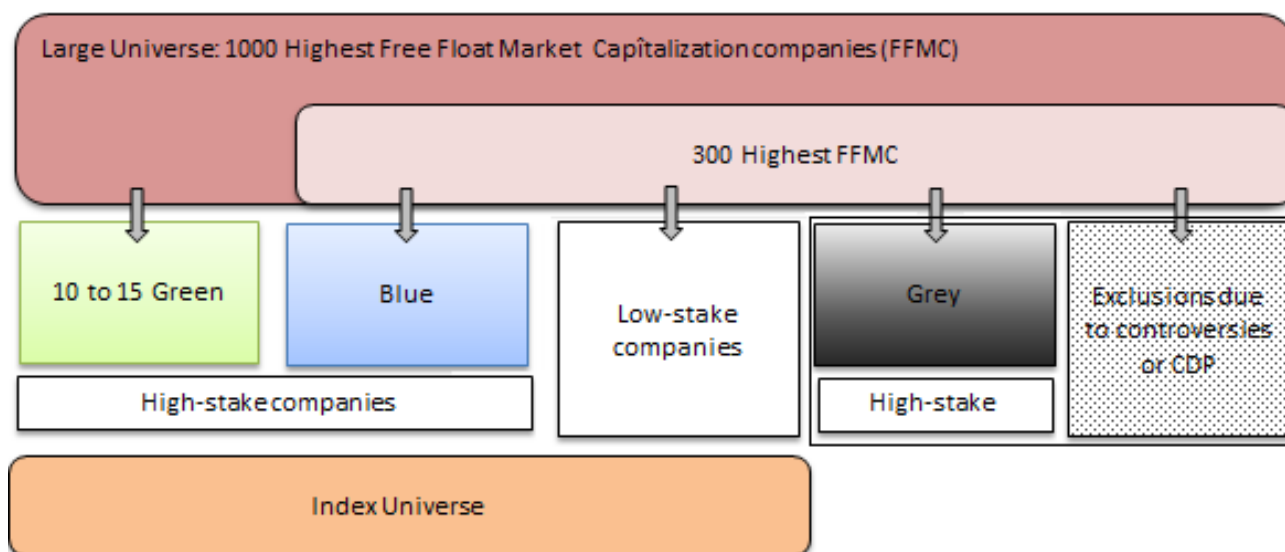 Large Universe: 1000 Highest Free Float Market Capîtalization companies (FFMC)
300 Highest FFMC
10 to 15 Green
Blue
Low-stake
companies
Grey
Exclusions due
to controversies
or CDP
High-stake companies
High-stake
Index Universe